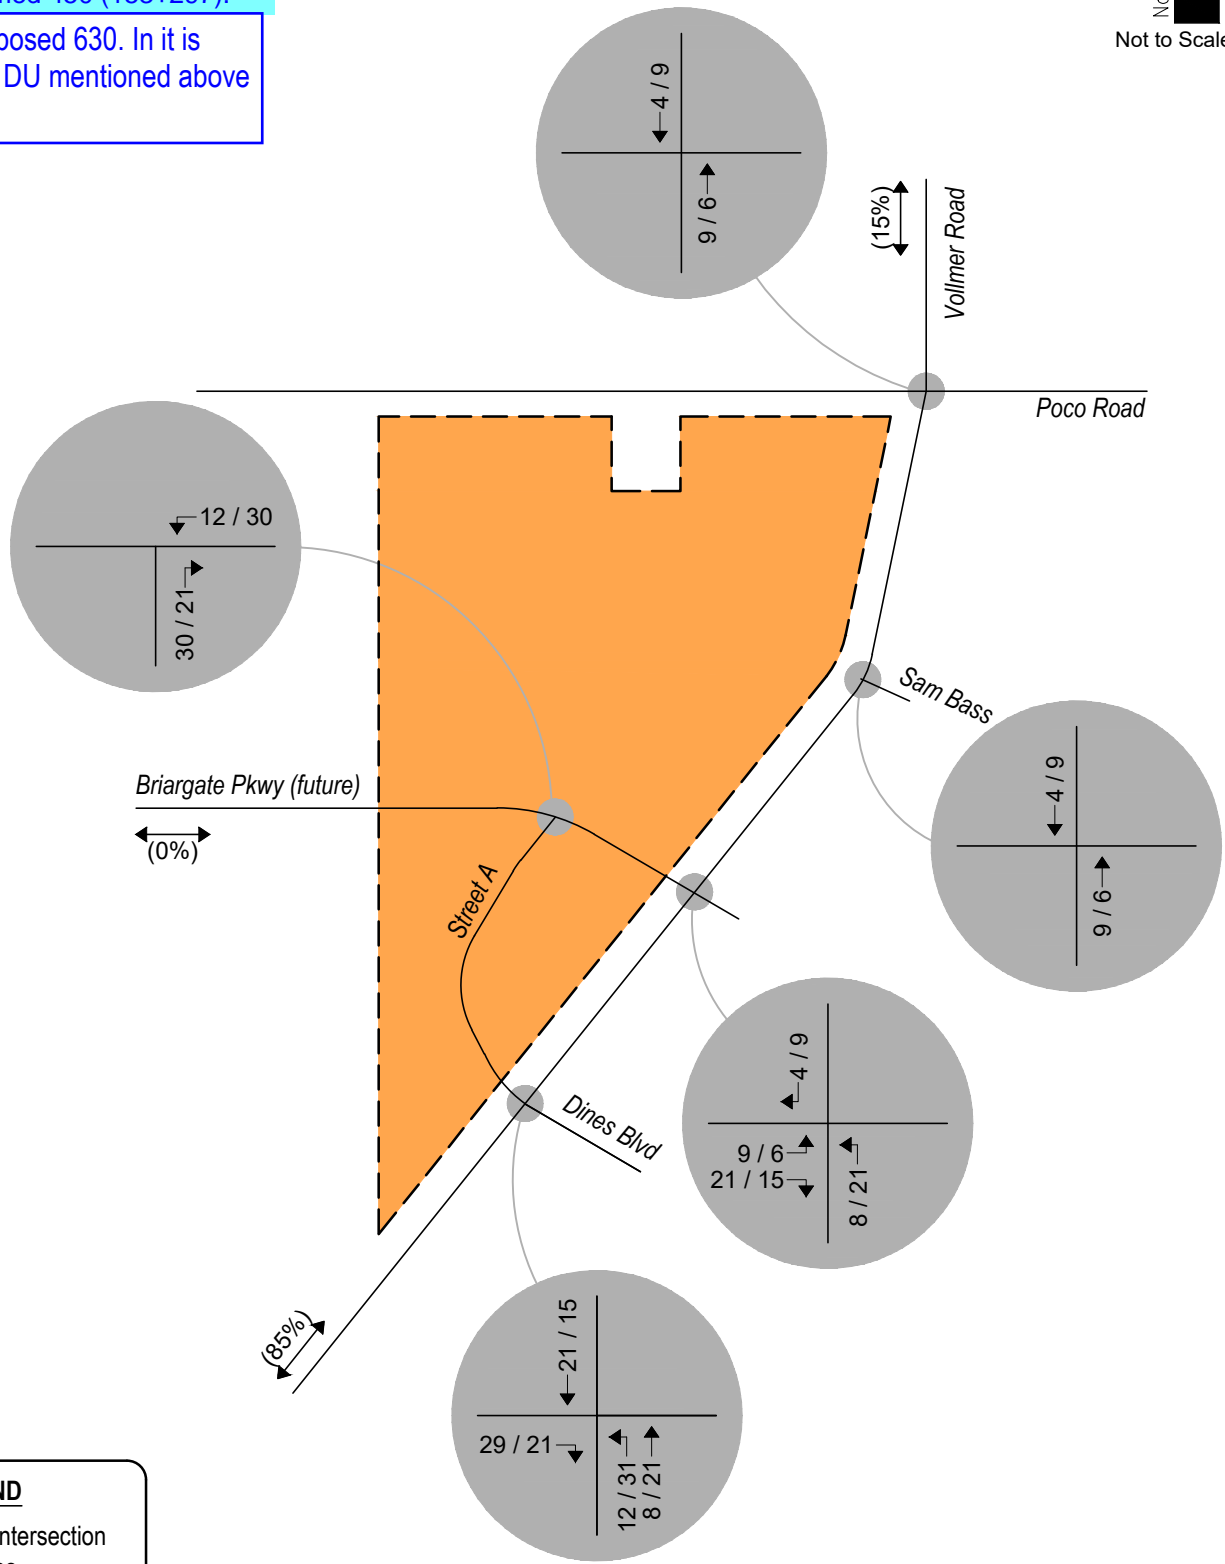 posed 630. In it is
DU mentioned above
Not to Scale
4 / 9
9 / 6
(15%)
Vollmer Road
Poco Road
12 / 30
30 / 21
Sam Bass
Briargate Pkwy (future)
(0%)
Street A
4 / 9
9 / 6
4 / 9
9 / 6
21 / 15
8 / 21
Dines Blvd
(85%)
21 / 15
29 / 21
12 / 31
8 / 21
ND
ntersection